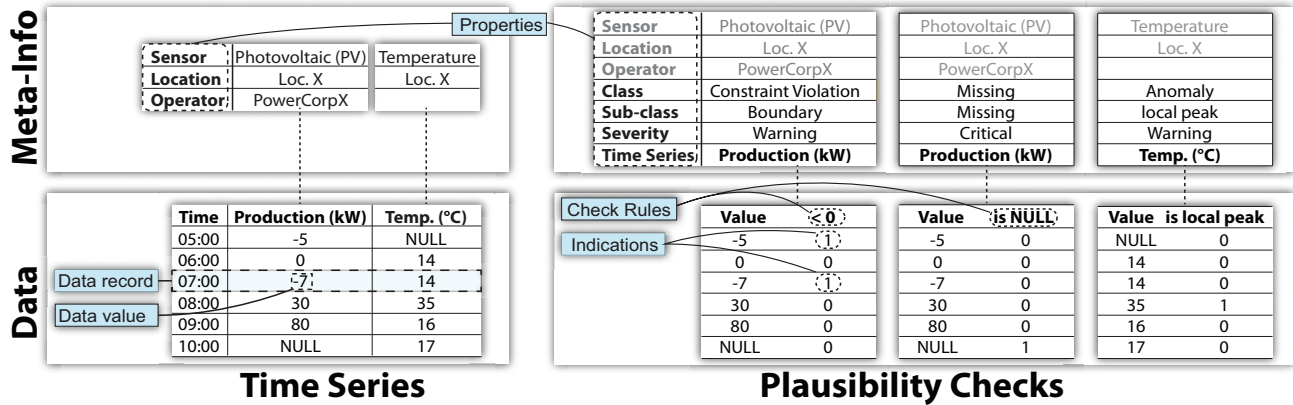 Meta-Info
Properties
Sensor Photovoltaic (PV) Temperature
Location Loc. X Loc. X
Operator PowerCorpX
Sensor Photovoltaic (PV) Photovoltaic (PV) Temperature
Location Loc. X Loc. X Loc. X
Operator PowerCorpX PowerCorpX
Class Constraint Violation Missing Anomaly
Sub-class Boundary Missing local peak
Severity Warning Critical Warning
Time Series Production (kW) Production (kW) Temp. (°C)
Data
Time Production (kW) Temp. (°C)
05:00 -5 NULL
06:00 0 14
07:00 -7 14
08:00 30 35
09:00 80 16
10:00 NULL 17
Data record
Data value
Time Series
Check Rules
Indications
Value < 0
-5 1
0 0
-7 1
30 0
80 0
NULL 0
Value is NULL
-5 0
0 0
-7 0
30 0
80 0
NULL 1
Value is local peak
NULL 0
14 0
14 0
35 1
16 0
17 0
Plausibility Checks